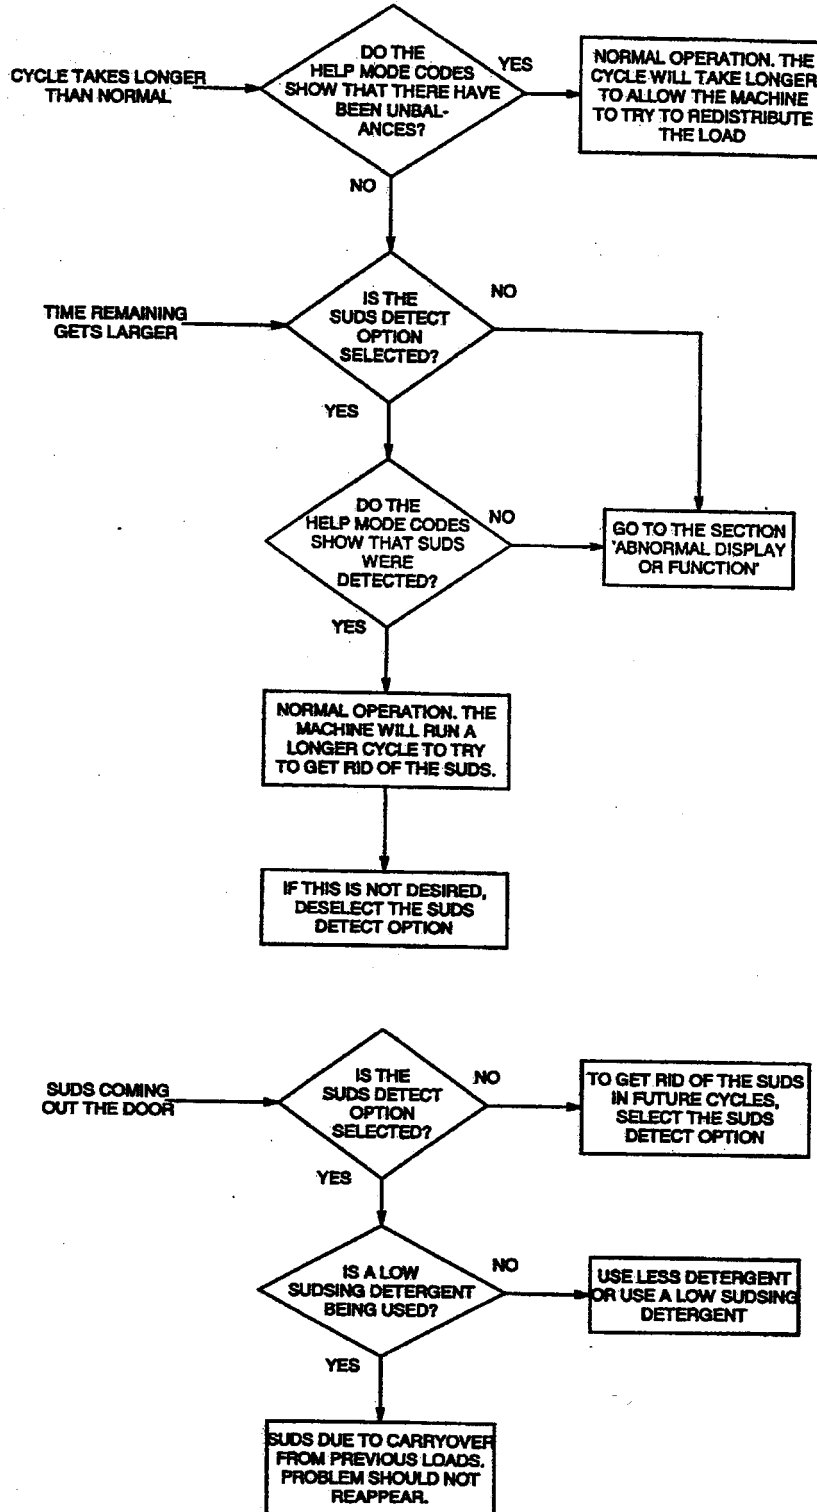 CYCLE TAKES LONGER
THAN NORMAL
DO THE
HELP MODE CODES
SHOW THAT THERE HAVE
BEEN UNBAL-
ANCES?
YES
NORMAL OPERATION. THE
CYCLE WILL TAKE LONGER
TO ALLOW THE MACHINE
TO TRY TO REDISTRIBUTE
THE LOAD
NO
TIME REMAINING
GETS LARGER
IS THE
SUDS DETECT
OPTION
SELECTED?
NO
YES
DO THE
HELP MODE CODES
SHOW THAT SUDS
WERE
DETECTED?
NO
GO TO THE SECTION
'ABNORMAL DISPLAY
OR FUNCTION'
YES
NORMAL OPERATION. THE
MACHINE WILL RUN A
LONGER CYCLE TO TRY
TO GET RID OF THE SUDS.
IF THIS IS NOT DESIRED,
DESELECT THE SUDS
DETECT OPTION
SUDS COMING
OUT THE DOOR
IS THE
SUDS DETECT
OPTION
SELECTED?
NO
TO GET RID OF THE SUDS
IN FUTURE CYCLES,
SELECT THE SUDS
DETECT OPTION
YES
IS A LOW
SUDSING DETERGENT
BEING USED?
NO
USE LESS DETERGENT
OR USE A LOW SUDSING
DETERGENT
YES
SUDS DUE TO CARRYOVER
FROM PREVIOUS LOADS.
PROBLEM SHOULD NOT
REAPPEAR.